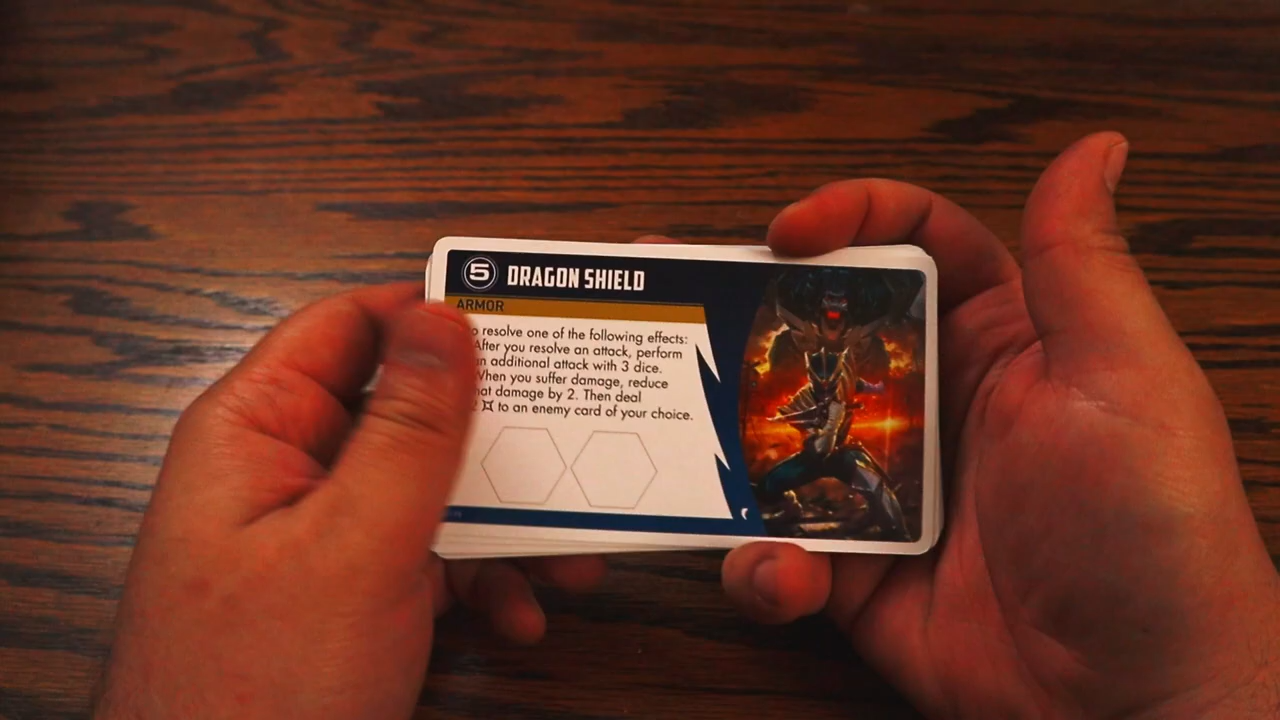 5 DRAGON SHIELD
ARMOR
resolve one of the following effects:
After you resolve an attack, perform
additional attack with 3 dice.
When you suffer damage, reduce
damage by 2. Then deal
to an enemy card of your choice.